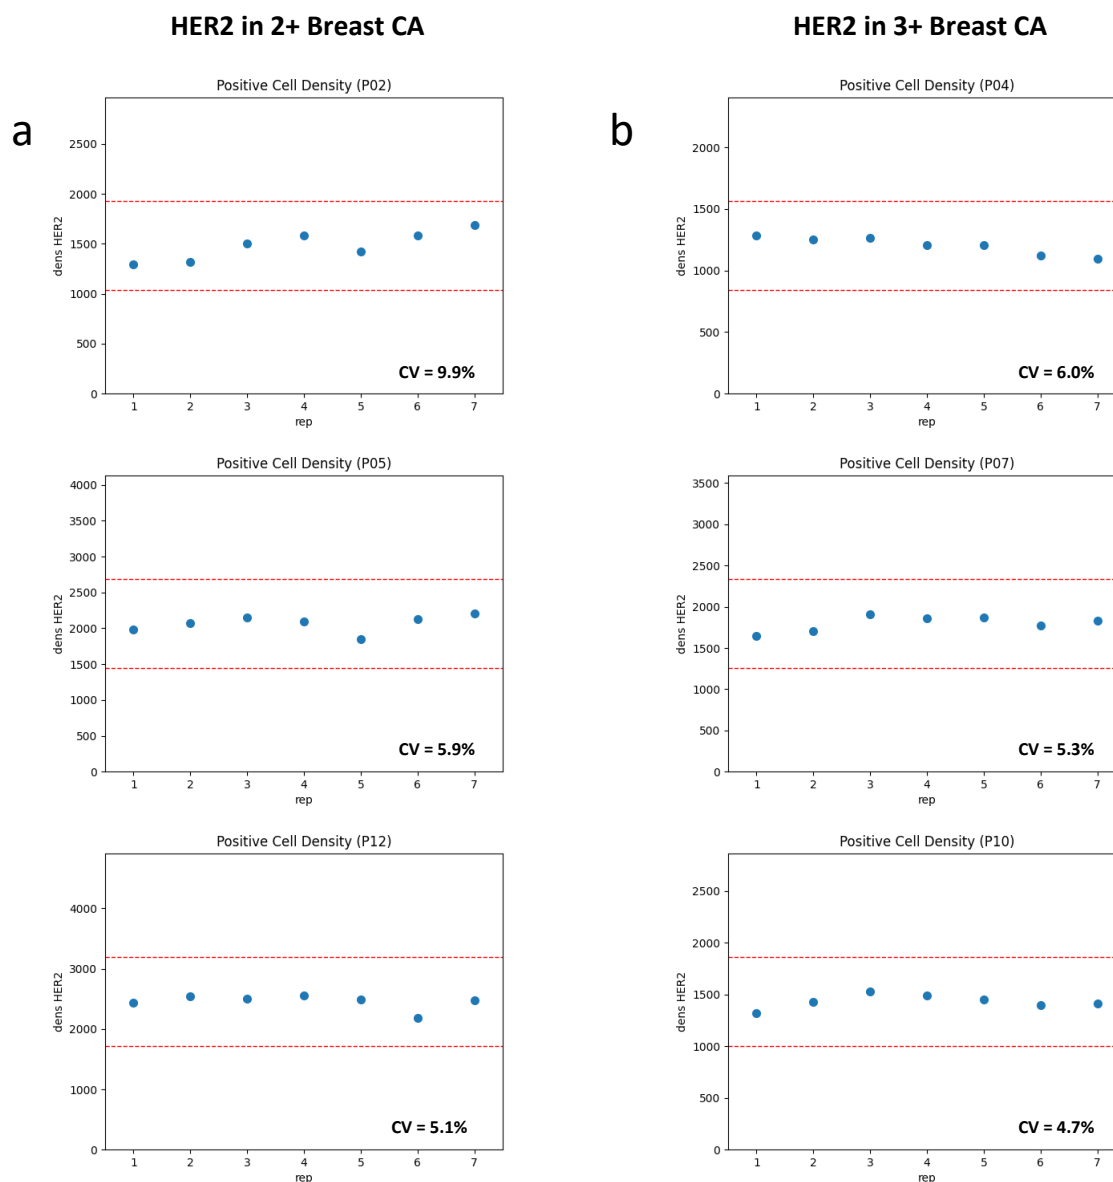 HER2 in 2+ Breast CA
HER2 in 3+ Breast CA
a
Positive Cell Density (P02)
dens HER2
2500
2000
1500
1000
500
0
CV = 9.9%
1 2 3 4 5 6 7
rep
b
Positive Cell Density (P04)
dens HER2
2000
1500
1000
500
0
CV = 6.0%
1 2 3 4 5 6 7
rep
Positive Cell Density (P05)
dens HER2
4000
3500
3000
2500
2000
1500
1000
500
0
CV = 5.9%
1 2 3 4 5 6 7
rep
Positive Cell Density (P07)
dens HER2
3500
3000
2500
2000
1500
1000
500
0
CV = 5.3%
1 2 3 4 5 6 7
rep
Positive Cell Density (P12)
dens HER2
4000
3000
2000
1000
0
CV = 5.1%
1 2 3 4 5 6 7
rep
Positive Cell Density (P10)
dens HER2
2500
2000
1500
1000
500
0
CV = 4.7%
1 2 3 4 5 6 7
rep